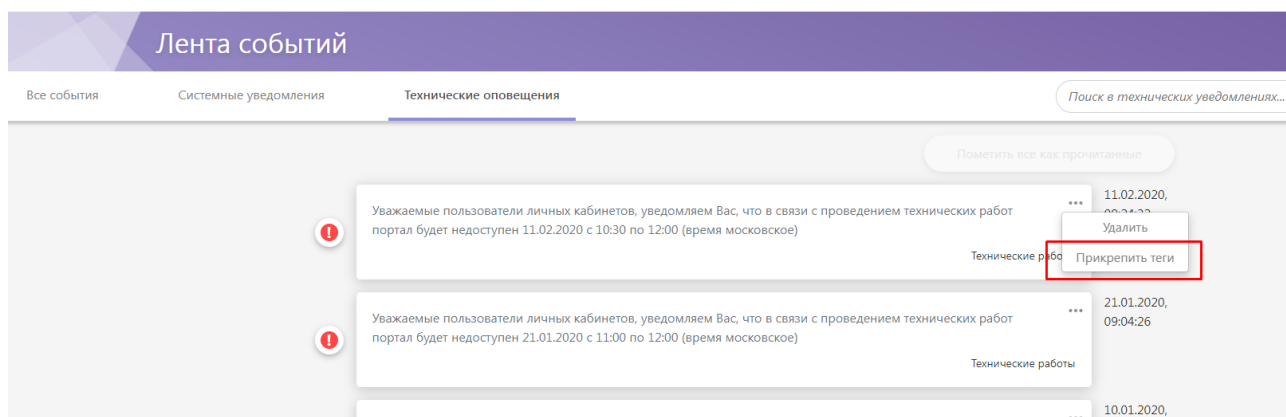 Лента событий
Все события
Системные уведомления
Технические оповещения
Поиск в технических уведомлениях...
Пометить все как прочитанные
Уважаемые пользователи личных кабинетов, уведомляем Вас, что в связи с проведением технических работ
портал будет недоступен 11.02.2020 с 10:30 по 12:00 (время московское)
Технические
•••
11.02.2020,
Удалить
Прикрепить теги
Уважаемые пользователи личных кабинетов, уведомляем Вас, что в связи с проведением технических работ
портал будет недоступен 21.01.2020 с 11:00 по 12:00 (время московское)
Технические работы
•••
21.01.2020,
09:04:26
10.01.2020,